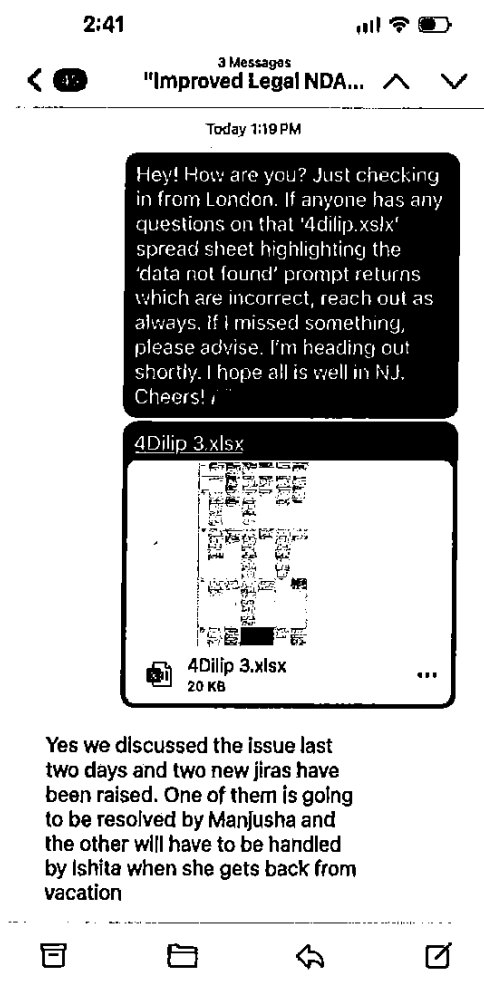 2:41
3 Messages
"Improved Legal NDA...
Today 1:19 PM
Hey! How are you? Just checking
in from London. If anyone has any
questions on that '4dilip.xslx'
spread sheet highlighting the
'data not found' prompt returns
which are incorrect, reach out as
always. If I missed something,
please advise. I'm heading out
shortly. I hope all is well in NJ.
Cheers!
4Dilip 3.xlsx
4Dilip 3.xlsx
20 KB
Yes we discussed the issue last
two days and two new jiras have
been raised. One of them is going
to be resolved by Manjusha and
the other will have to be handled
by Ishita when she gets back from
vacation